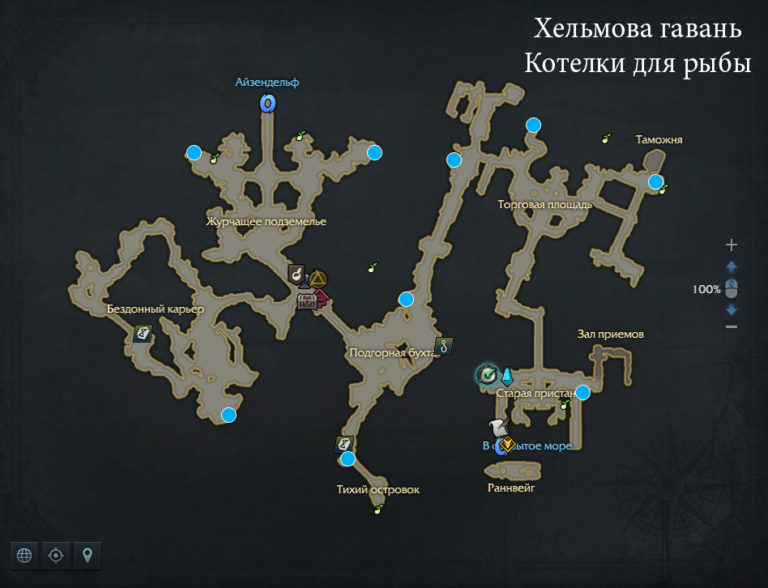 Хельмова гавань
Котелки для рыбы
Айзендельф
Таможня
Торговая площадь
Журчащее подземелье
100%
Бездонный карьер
Зал приемов
Подгорная бухта
Старая пристань
В
ытое море
Раннвейг
Тихий островок